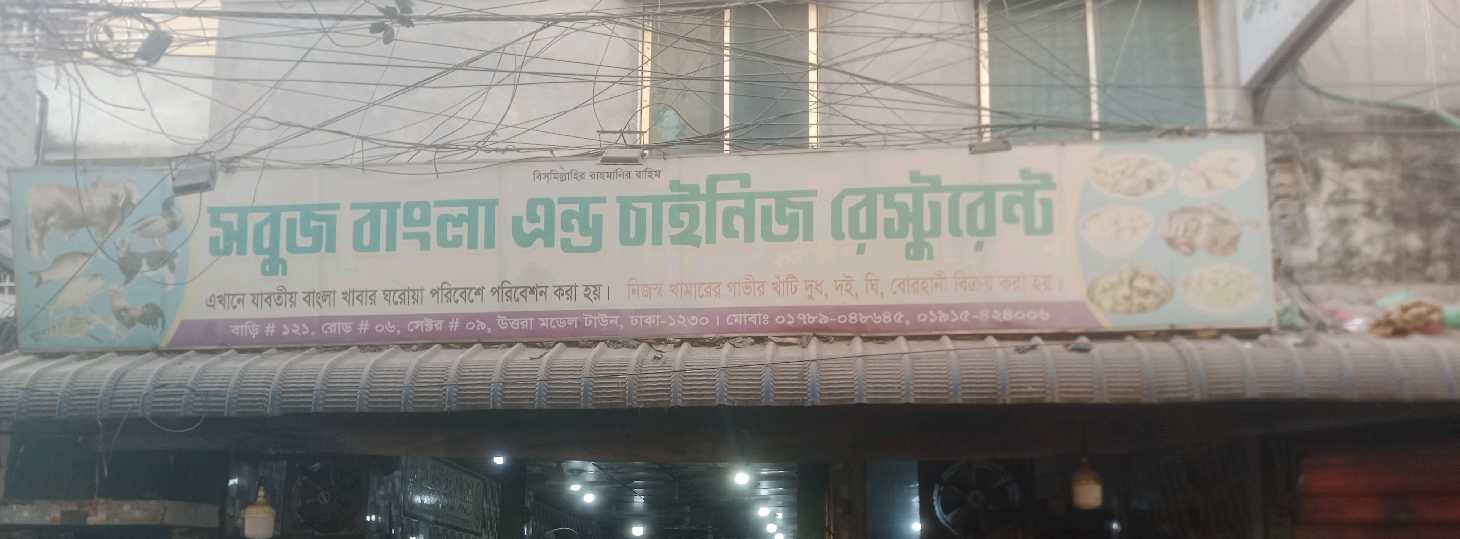 বিস্‌মিল্লাহির রাহমানির রাহিম
সবুজ বাংলা এন্ড চাইনিজ রেস্টুরেন্ট
এখানে যাবতীয় বাংলা খাবার ঘরোয়া পরিবেশে পরিবেশন করা হয়। নিজস্ব খামারের গাভীর খাঁটি দুধ, দই, ঘি, বোরহানী বিক্রয় করা হয়।
বাড়ি # ১২১, রোড # ০৬, সেক্টর # ০৯, উত্তরা মডেল টাউন, ঢাকা-১২৩০। মোবাঃ ০১৭৮৯-০৪৮৬৪৫, ০১৯১৫-৪২৪০০৬